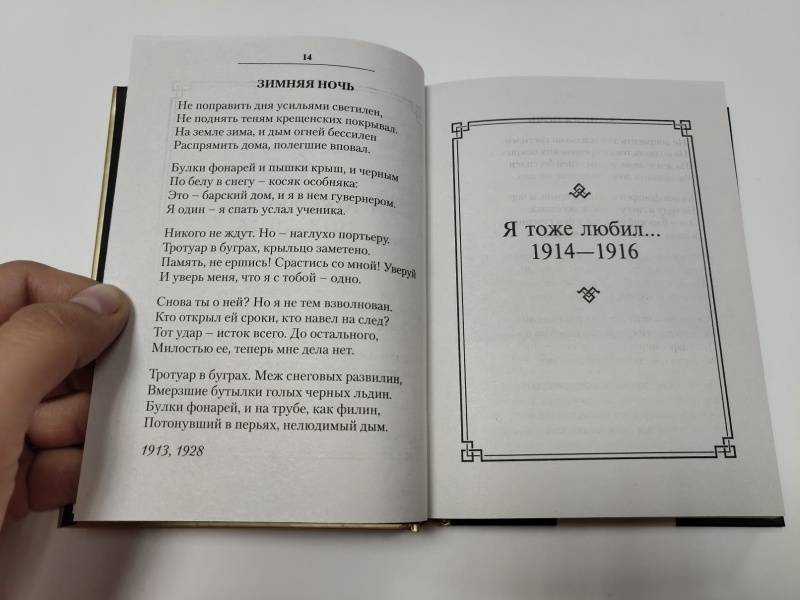 14
ЗИМНЯЯ НОЧЬ
Не поправить дня усильями светилен,
Не поднять теням крещенских покрывал.
На земле зима, и дым огней бессилен
Распрямить дома, полегшие вповал.
Булки фонарей и пышки крыш, и черным
По белу в снегу – косяк особняка:
Это – барский дом, и я в нем гувернером.
Я один – я спать услал ученика.
Никого не ждут. Но – наглухо портьеру.
Тротуар в буграх, крыльцо заметено.
Память, не ершись! Срастись со мной! Уверуй
И уверь меня, что я с тобой – одно.
Снова ты о ней? Но я не тем взволнован.
Кто открыл ей сроки, кто навел на след?
Тот удар – исток всего. До остального,
Милостью ее, теперь мне дела нет.
Тротуар в буграх. Меж снеговых развилин,
Вмерзшие бутылки голых черных льдин.
Булки фонарей, и на трубе, как филин,
Потонувший в перьях, нелюдимый дым.
1913, 1928
Я тоже любил...
1914—1916